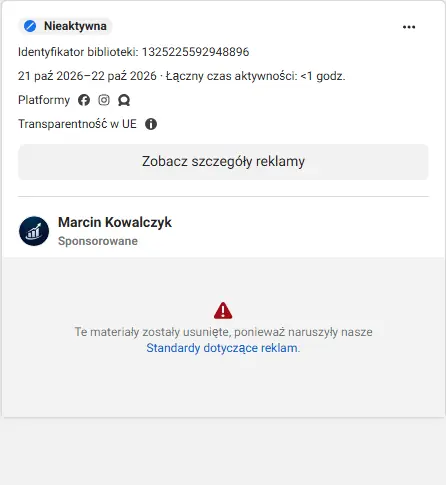 Nieaktywna
Identyfikator biblioteki: 1325225592948896
21 paź 2026–22 paź 2026 · Łączny czas aktywności: <1 godz.
Platformy
Transparentność w UE
Zobacz szczegóły reklamy
Marcin Kowalczyk
Sponsorowane
Te materiały zostały usunięte, ponieważ naruszyły nasze
Standardy dotyczące reklam.